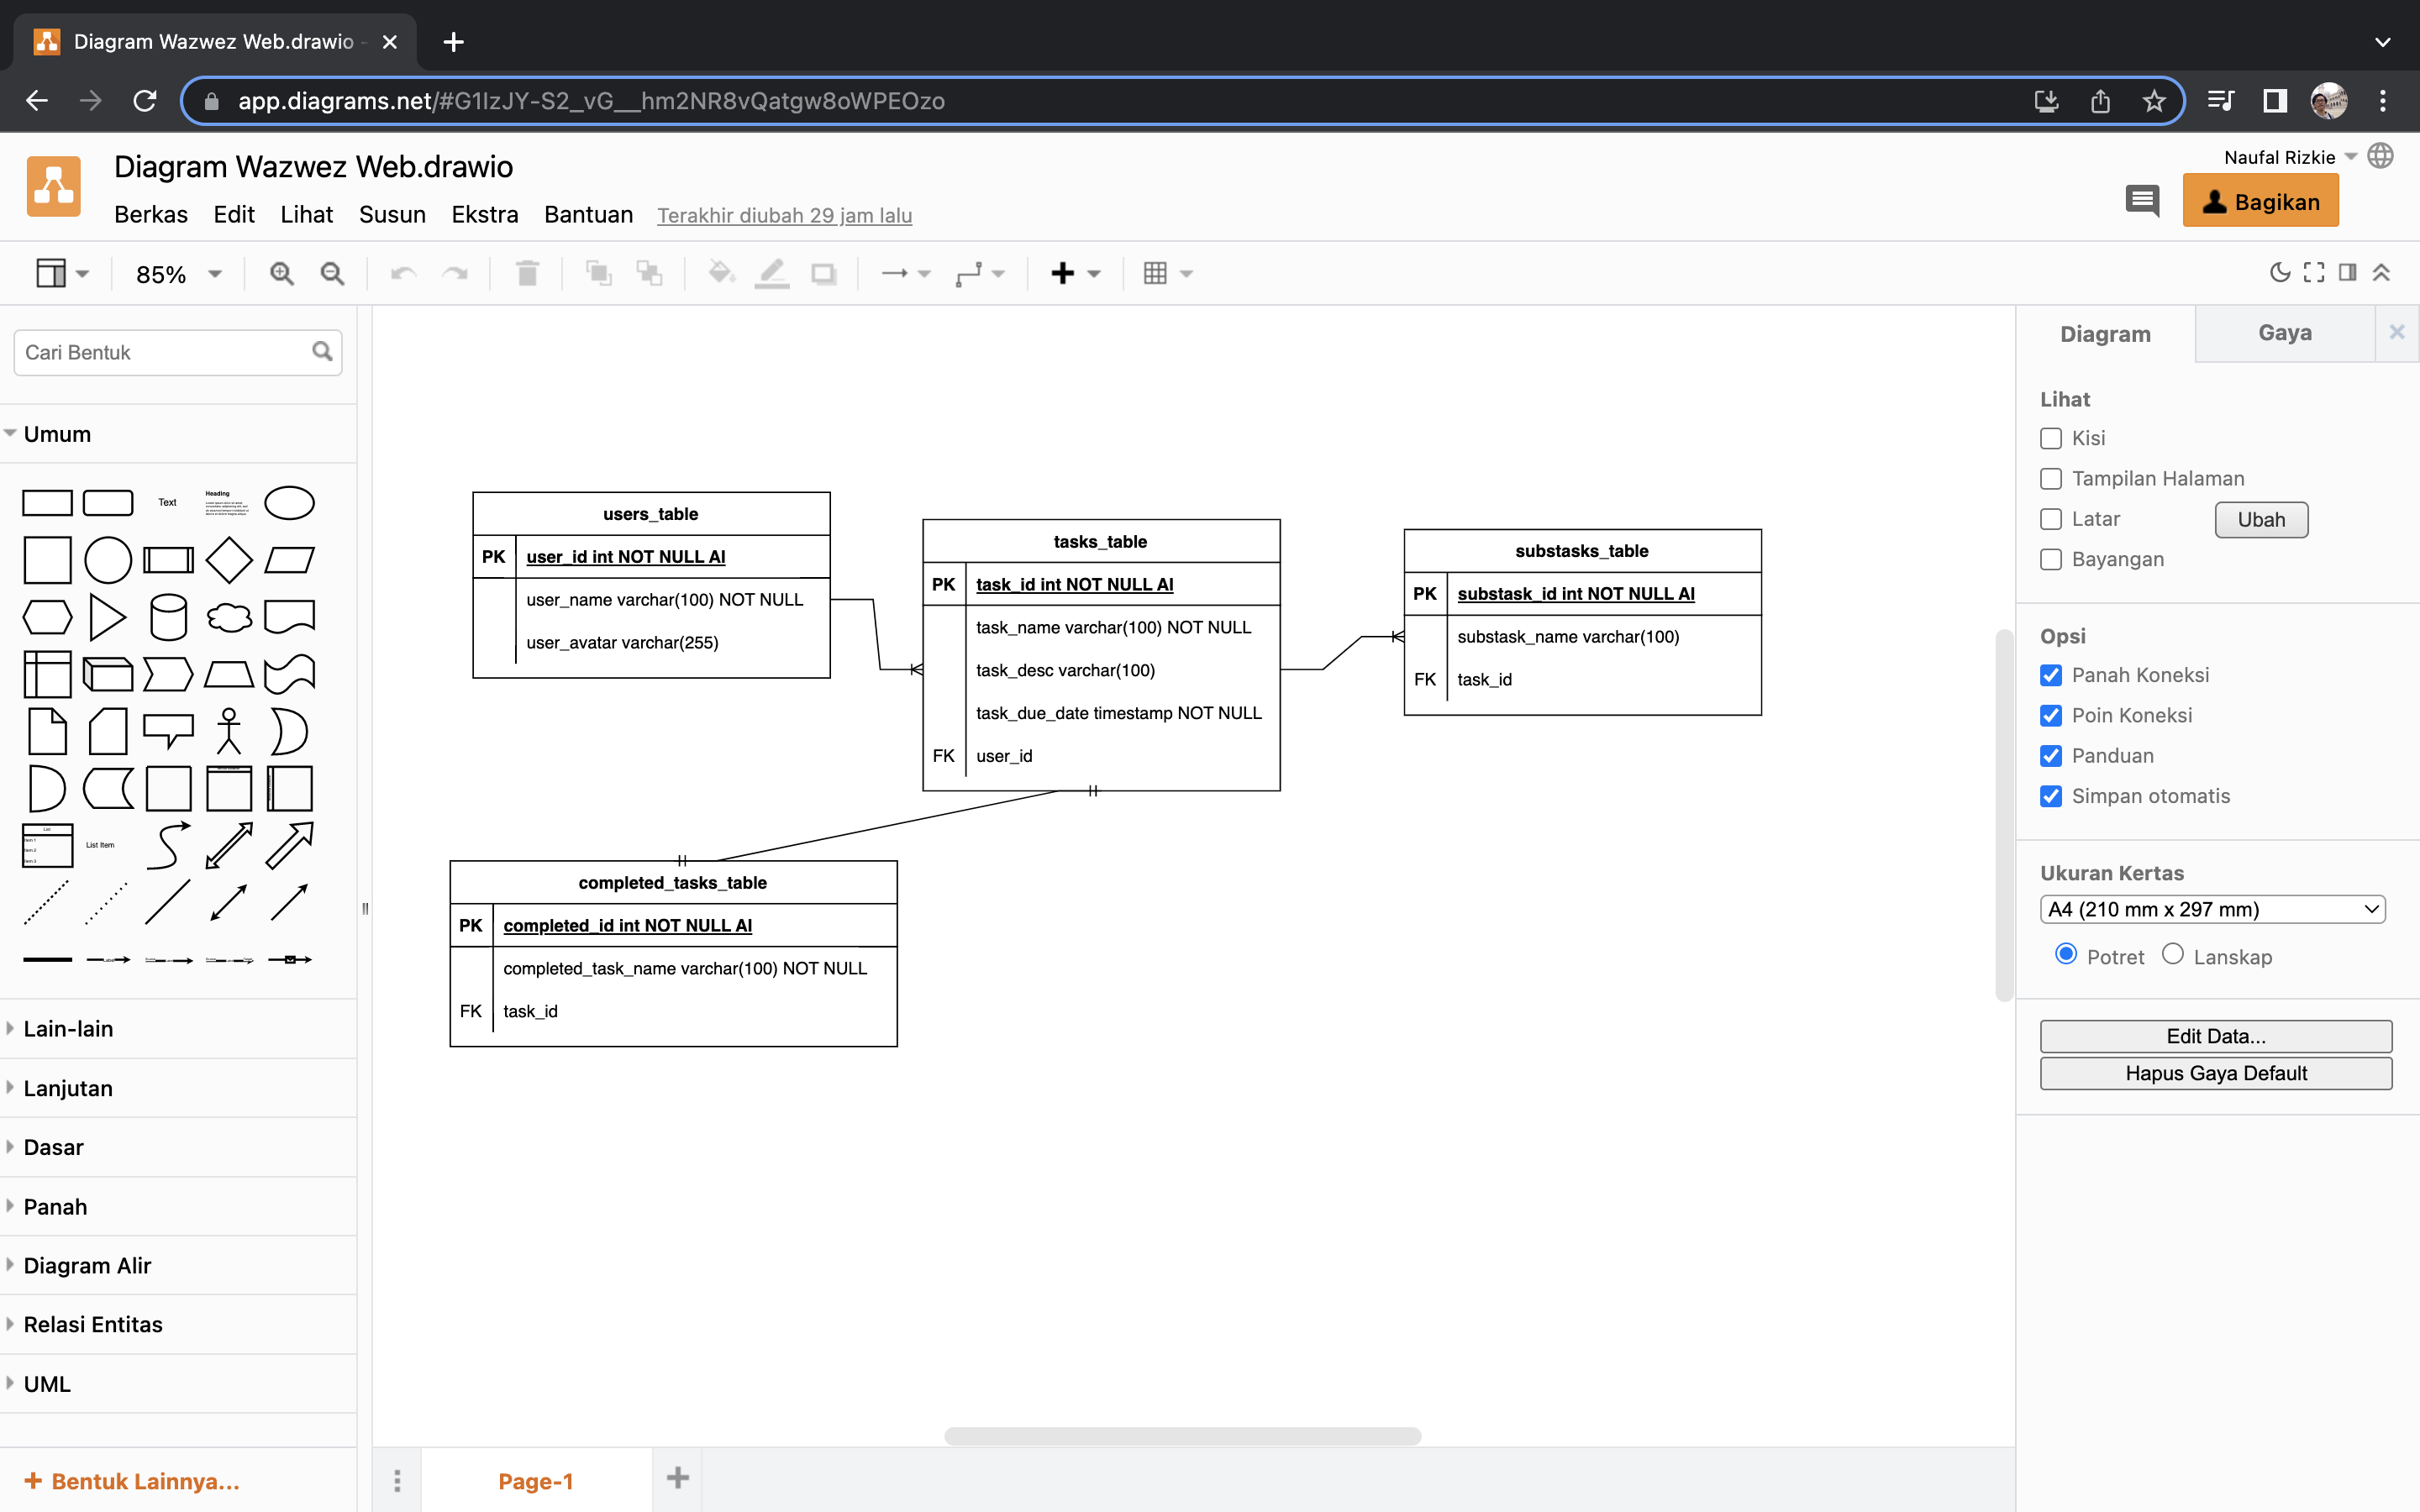 Diagram Wazwez Web.drawio -
app.diagrams.net/#G1IzJY-S2_vG__hm2NR8vQatgw8oWPEOzo
Diagram Wazwez Web.drawio
Naufal Rizkie
Berkas Edit Lihat Susun Ekstra Bantuan Terakhir diubah 29 jam lalu
Bagikan
85%
Cari Bentuk
Umum
Text
Heading
List
Item 1
Item 2
Item 3
List Item
Lain-lain
Lanjutan
Dasar
Panah
Diagram Alir
Relasi Entitas
UML
+ Bentuk Lainnya...
users_table
PK user_id int NOT NULL AI
user_name varchar(100) NOT NULL
user_avatar varchar(255)
tasks_table
PK task_id int NOT NULL AI
task_name varchar(100) NOT NULL
task_desc varchar(100)
task_due_date timestamp NOT NULL
FK user_id
substasks_table
PK substask_id int NOT NULL AI
substask_name varchar(100)
FK task_id
completed_tasks_table
PK completed_id int NOT NULL AI
completed_task_name varchar(100) NOT NULL
FK task_id
Page-1
Diagram Gaya
Lihat
Kisi
Tampilan Halaman
Latar Ubah
Bayangan
Opsi
Panah Koneksi
Poin Koneksi
Panduan
Simpan otomatis
Ukuran Kertas
A4 (210 mm x 297 mm)
Potret Lanskap
Edit Data...
Hapus Gaya Default